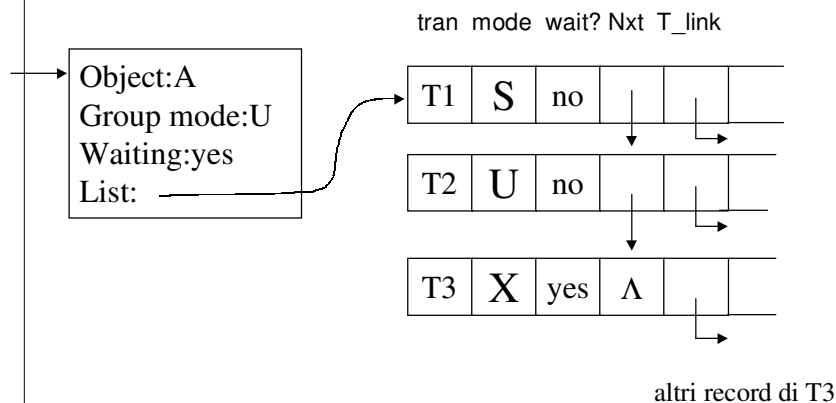 tran mode wait? Nxt T_link
Object:A
Group mode:U
Waiting:yes
List:
T1 S no
T2 U no
T3 X yes Λ
altri record di T3